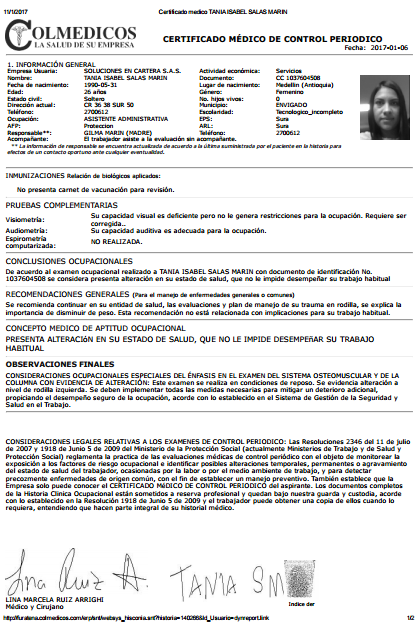 11/1/2017 Certificado medico TANIA ISABEL SALAS MARIN
COLMEDICOS
LA SALUD DE SU EMPRESA
CERTIFICADO MÉDICO DE CONTROL PERIODICO
Fecha: 2017-01-06
1. INFORMACIÓN GENERAL
Empresa Usuaria: SOLUCIONES EN CARTERA S.A.S. Actividad económica: Servicios
Nombre: TANIA ISABEL SALAS MARIN Documento: CC 1037604508
Fecha de nacimiento: 1990-05-31 Lugar de nacimiento: Medellin (Antioquia)
Edad: 26 años Género: Femenino
Estado civil: Soltero No. hijos vivos: 0
Dirección actual: CR 36 38 SUR 50 Municipio: ENVIGADO
Teléfono: 2700612 Escolaridad: Tecnologico_incompleto
Ocupación: ASISTENTE ADMINISTRATIVA EPS: Sura
AFP: Proteccion ARL: Sura
Responsable**: GILMA MARIN (MADRE) Teléfono: 2700612
Acompañante: El trabajador asiste a la evaluación sin acompañante.
** La información de responsable se encuentra actualizada de acuerdo a la última suministrada por el paciente en la historia para
efectos de un contacto oportuno ante cualquier eventualidad.
INMUNIZACIONES Relación de biológicos aplicados:
No presenta carnet de vacunación para revisión.
PRUEBAS COMPLEMENTARIAS
Visiometría: Su capacidad visual es deficiente pero no le genera restricciones para la ocupación. Requiere ser
corregida..
Audiometría: Su capacidad auditiva es adecuada para la ocupación.
Espirometría
computarizada: NO REALIZADA.
CONCLUSIONES OCUPACIONALES
De acuerdo al examen ocupacional realizado a TANIA ISABEL SALAS MARIN con documento de identificación No.
1037604508 se considera presenta alteración en su estado de salud, que no le impide desempeñar su trabajo habitual
RECOMENDACIONES GENERALES (Para el manejo de enfermedades generales o comunes)
Se recomienda continuar en su entidad de salud, las evaluaciones y plan de manejo de su trauma en rodilla, se explica la
importancia de disminuir de peso. Esta recomendación no está relacionada con implicaciones para su trabajo habitual.
CONCEPTO MEDICO DE APTITUD OCUPACIONAL
PRESENTA ALTERACIóN EN SU ESTADO DE SALUD, QUE NO LE IMPIDE DESEMPEñAR SU TRABAJO
HABITUAL
OBSERVACIONES FINALES
CONSIDERACIONES OCUPACIONALES ESPECIALES DEL ÉNFASIS EN EL EXAMEN DEL SISTEMA OSTEOMUSCULAR Y DE LA
COLUMNA CON EVIDENCIA DE ALTERACIÓN: Este examen se realiza en condiciones de reposo. Se evidencia alteración a
nivel de rodilla izquierda. Se deben implementar todas las medidas necesarias para mitigar un deterioro adicional,
propiciando el desempeño seguro de la ocupación, acorde con lo establecido en el Sistema de Gestión de la Seguridad y
Salud en el Trabajo.
CONSIDERACIONES LEGALES RELATIVAS A LOS EXAMENES DE CONTROL PERIODICO: Las Resoluciones 2346 del 11 de julio
de 2007 y 1918 de Junio 5 de 2009 del Ministerio de la Protección Social (actualmente Ministerios de Trabajo y de Salud y
Protección Social) reglamenta la practica de las evaluaciones médicas de control periódico con el objeto de monitorear la
exposición a los factores de riesgo ocupacional e identificar posibles alteraciones temporales, permanentes o agravamiento
del estado de salud del trabajador, ocasionadas por la labor o por el medio ambiente de trabajo, y para detectar
precozmente enfermedades de origen común, con el fin de establecer un manejo preventivo. También establece que la
Empresa solo puede conocer el CERTIFICADO MéDICO DE CONTROL PERIODICO del aspirante. Los documentos completos
de la Historia Clinica Ocupacional están sometidos a reserva profesional y quedan bajo nuestra guarda y custodia, acorde
con lo establecido en la Resolución 1918 de Junio 5 de 2009 y el trabajador puede obtener una copia de ellos cuando lo
requiera, entendiendo que hacen parte integral de su historial médico.
Lina Ruiz A. TANIA SM
LINA MARCELA RUIZ ARRIGHI
Médico y Cirujano
Indice der